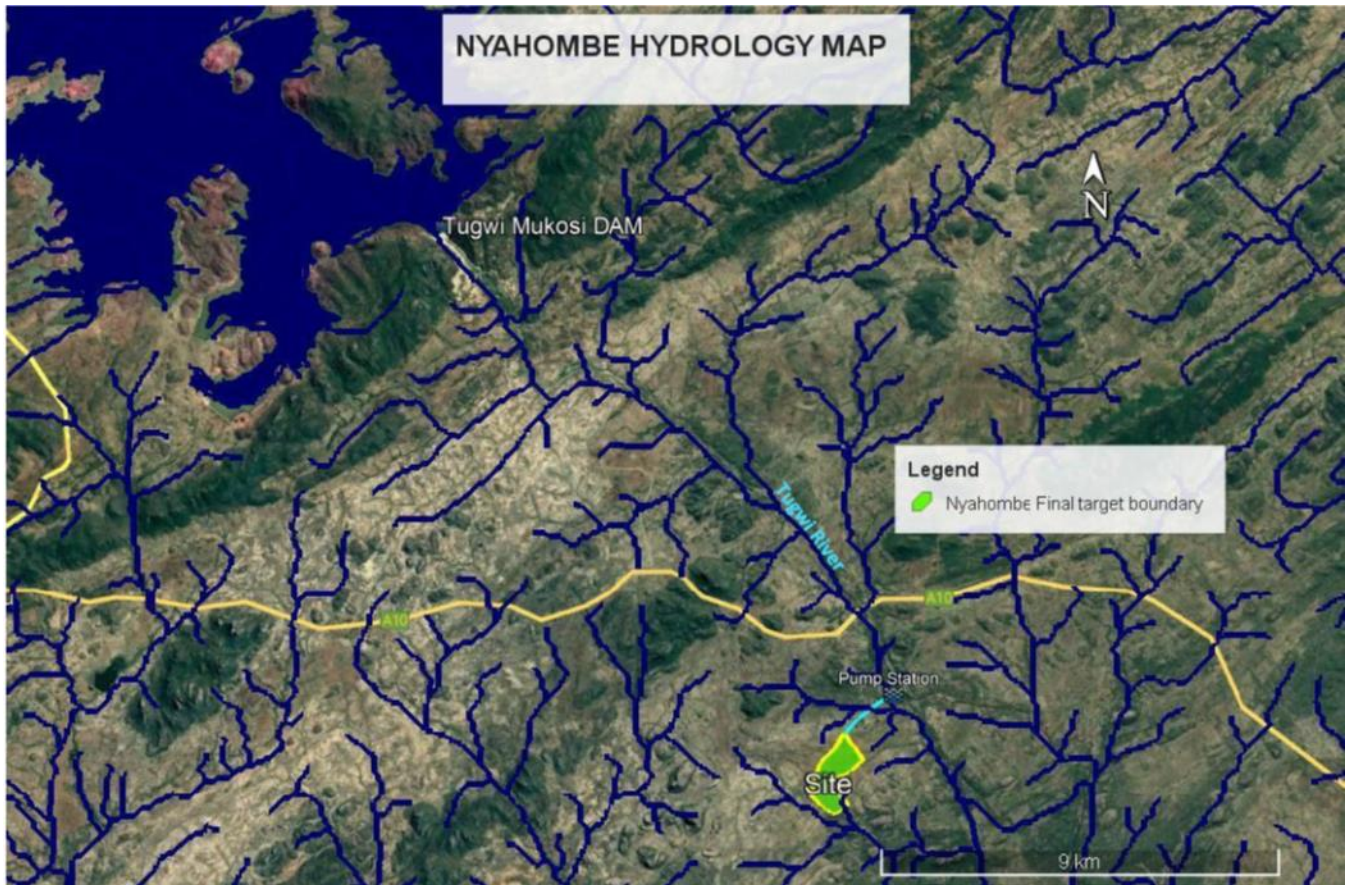 NYAHOMBE HYDROLOGY MAP
N
Tugwi Mukosi DAM
Legend
Nyahombe Final target boundary
Tugwi River
A10
A10
Pump Station
Site
9 km